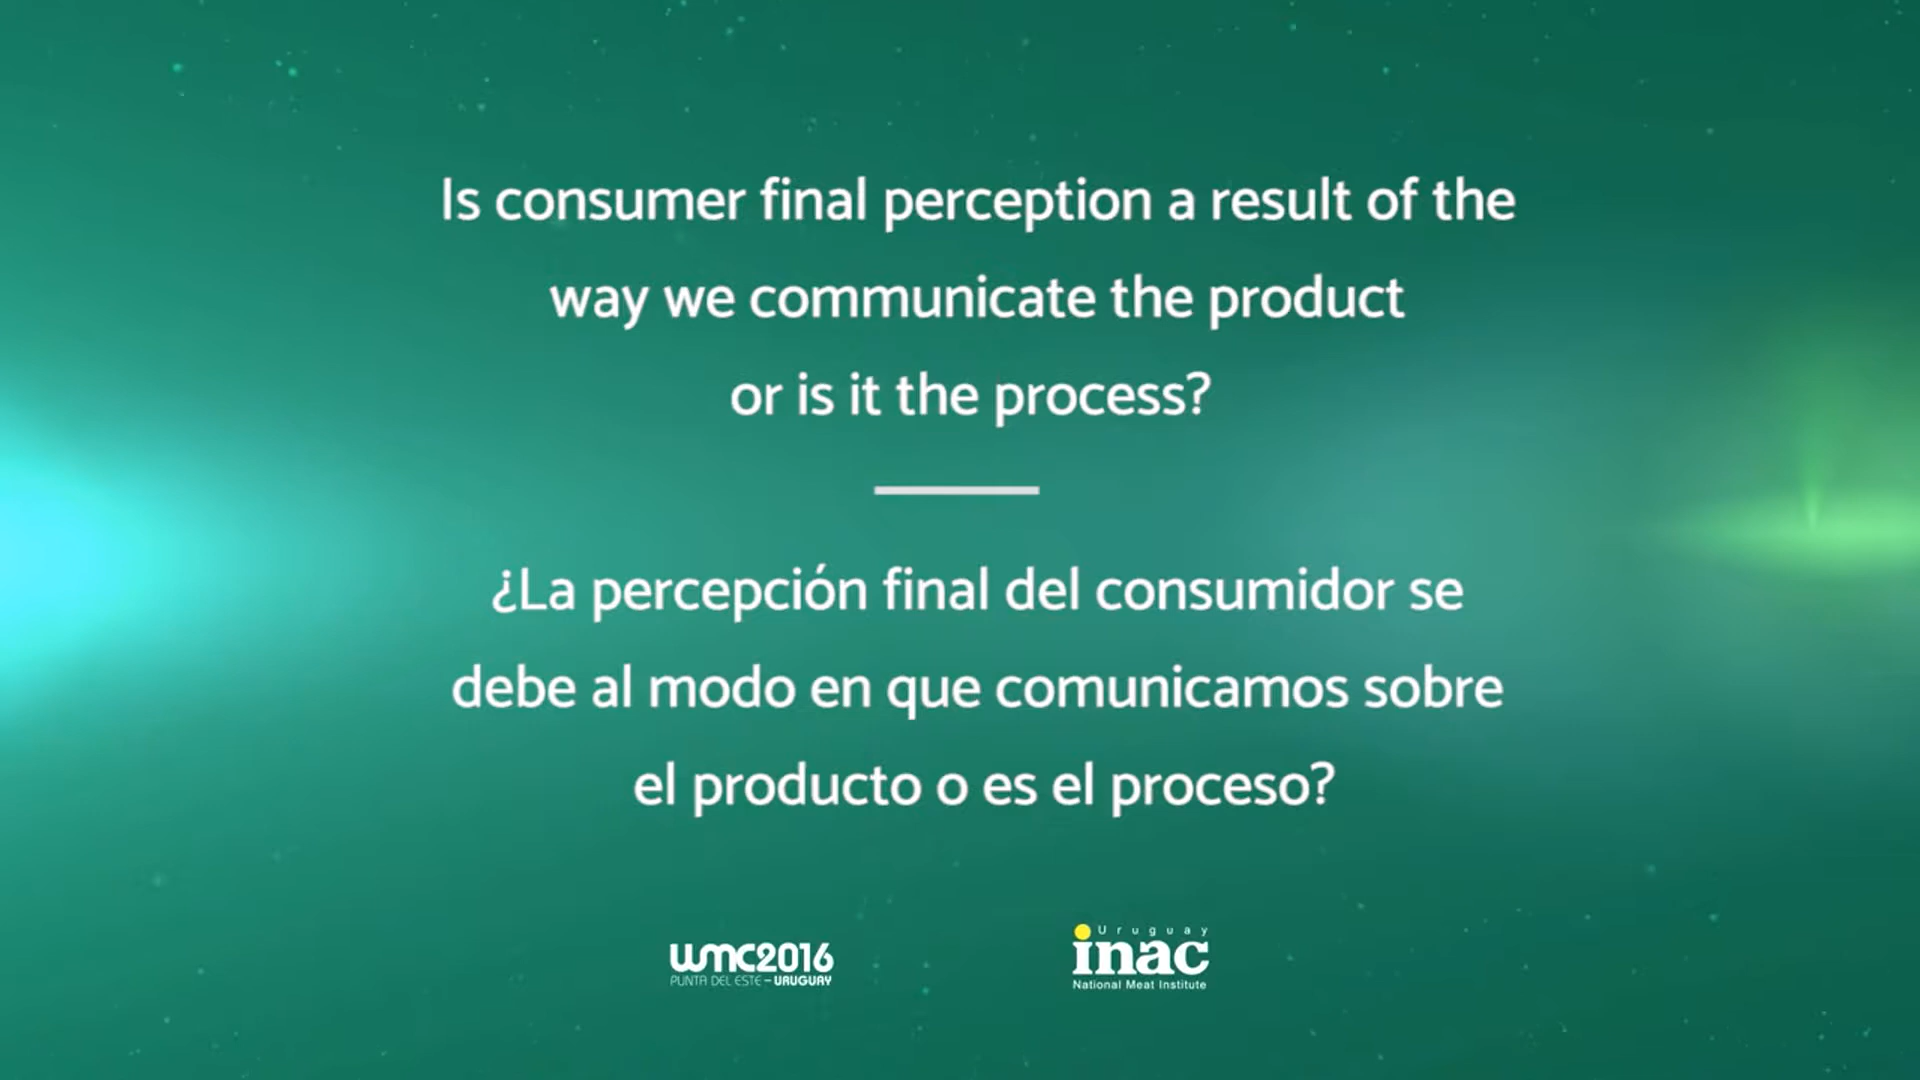 Is consumer final perception a result of the
way we communicate the product
or is it the process?
¿La percepción final del consumidor se
debe al modo en que comunicamos sobre
el producto o es el proceso?
wmc2016
PUNTA DEL ESTE – URUGUAY
Uruguay
inac
National Meat Institute